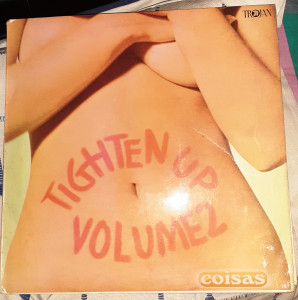 TROJAN
TIGHTEN UP
VOLUME 2
coisas